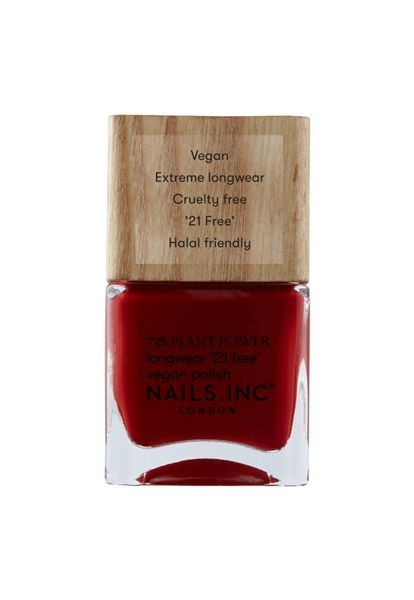 Vegan
Extreme longwear
Cruelty free
'21 Free'
Halal friendly
73% PLANT POWER
longwear '21 free'
vegan polish
NAILS.INC®
LONDON